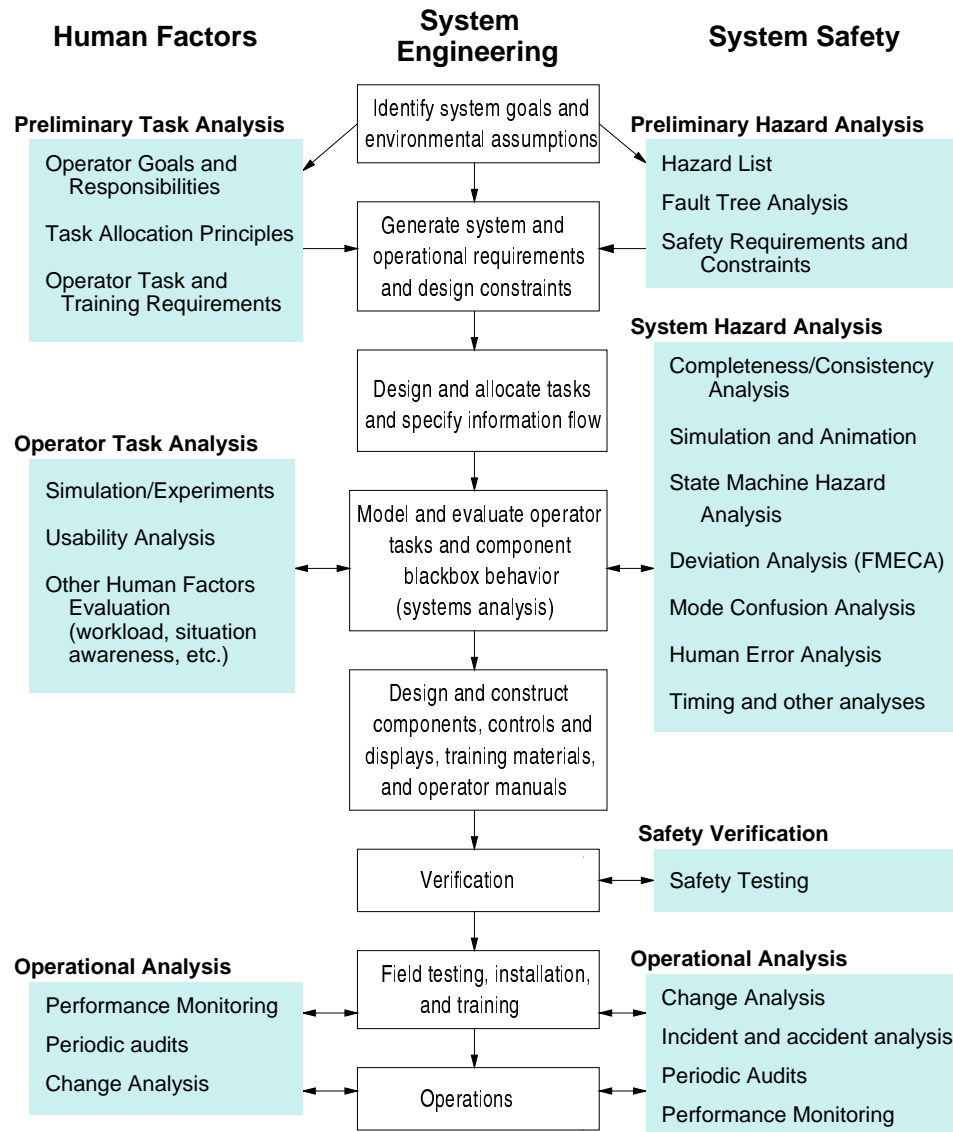 Human Factors
System
Engineering
System Safety
Preliminary Task Analysis
Operator Goals and
Responsibilities
Task Allocation Principles
Operator Task and
Training Requirements
Operator Task Analysis
Simulation/Experiments
Usability Analysis
Other Human Factors
Evaluation
(workload, situation
awareness, etc.)
Operational Analysis
Performance Monitoring
Periodic audits
Change Analysis
Identify system goals and
environmental assumptions
Generate system and
operational requirements
and design constraints
Design and allocate tasks
and specify information flow
Model and evaluate operator
tasks and component
blackbox behavior
(systems analysis)
Design and construct
components, controls and
displays, training materials,
and operator manuals
Verification
Field testing, installation,
and training
Operations
Preliminary Hazard Analysis
Hazard List
Fault Tree Analysis
Safety Requirements and
Constraints
System Hazard Analysis
Completeness/Consistency
Analysis
Simulation and Animation
State Machine Hazard
Analysis
Deviation Analysis (FMECA)
Mode Confusion Analysis
Human Error Analysis
Timing and other analyses
Safety Verification
Safety Testing
Operational Analysis
Change Analysis
Incident and accident analysis
Periodic Audits
Performance Monitoring